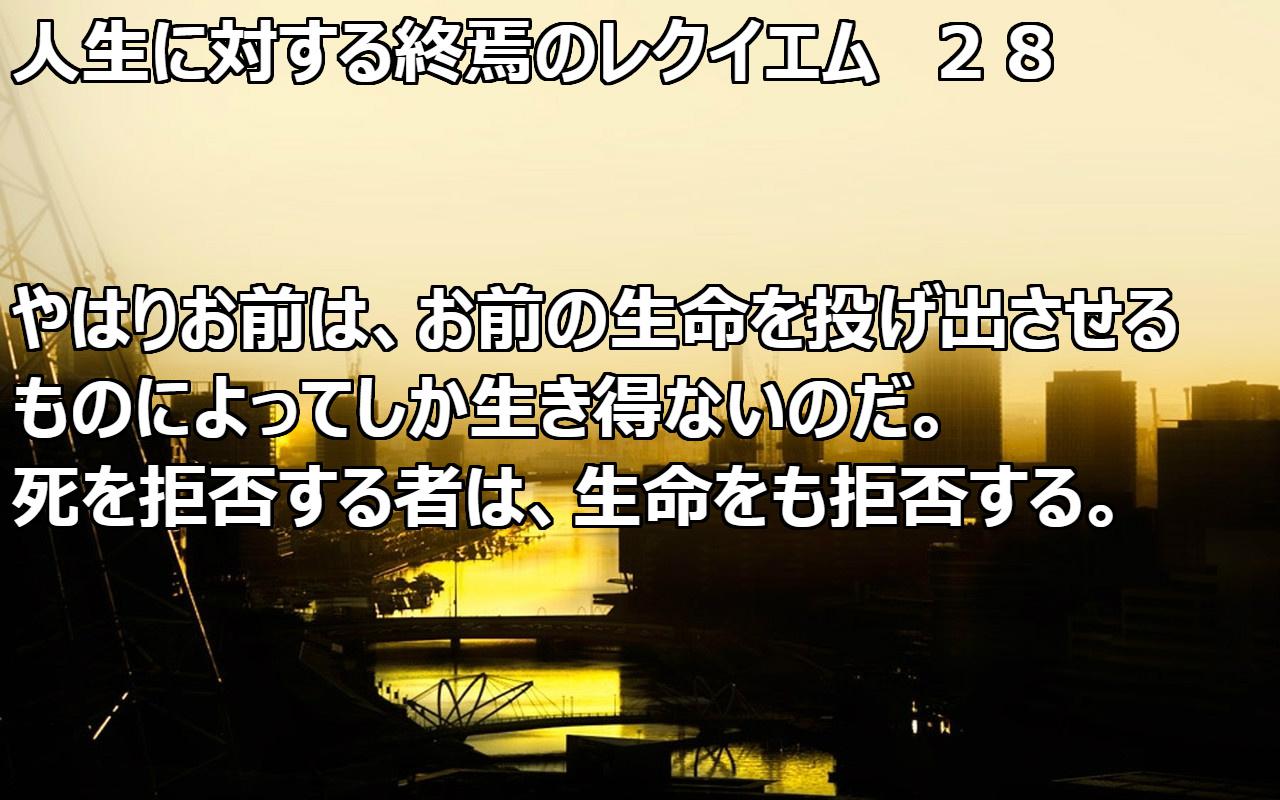 人生に対する終焉のレクイエム　２８
やはりお前は、お前の生命を投げ出させる
ものによってしか生き得ないのだ。
死を拒否する者は、生命をも拒否する。